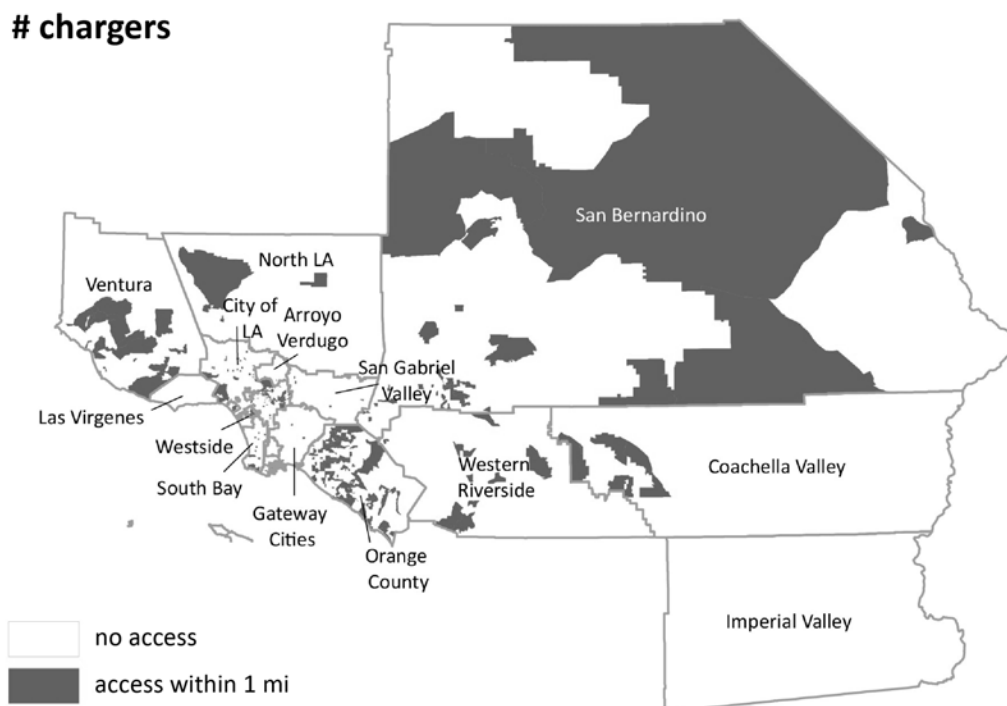 # chargers
San Bernardino
North LA
Ventura
City of
LA
Arroyo
Verdugo
San Gabriel
Valley
Las Virgenes
Westside
South Bay
Gateway
Cities
Orange
County
Western
Riverside
Coachella Valley
Imperial Valley
no access
access within 1 mi